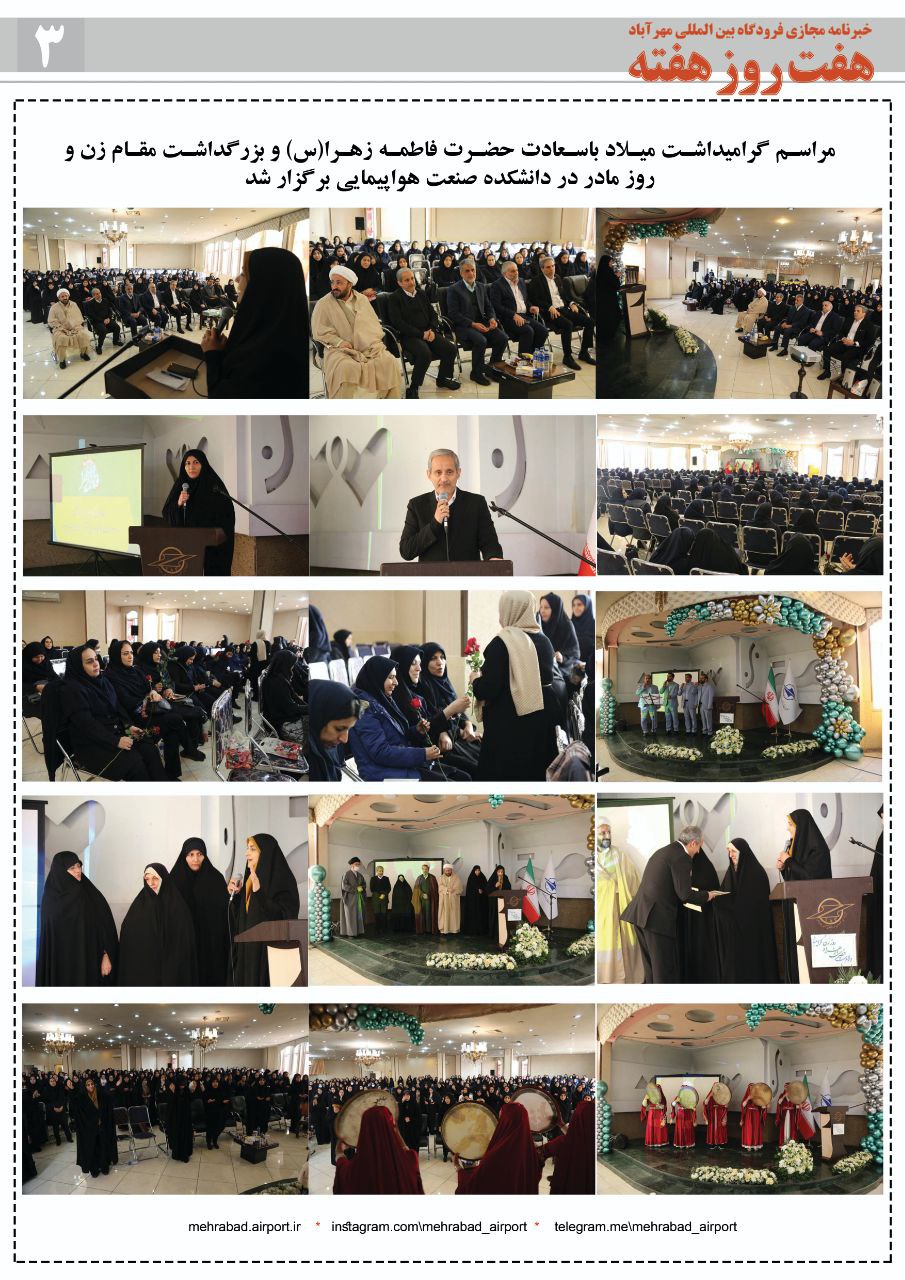 ۳
خبرنامه مجازی فرودگاه بین المللی مهرآباد
هفت روز هفته
مراسم گرامیداشت میلاد باسعادت حضرت فاطمه زهرا(س) و بزرگداشت مقام زن و
روز مادر در دانشکده صنعت هواپیمایی برگزار شد
mehrabad.airport.ir * instagram.com\mehrabad_airport * telegram.me\mehrabad_airport